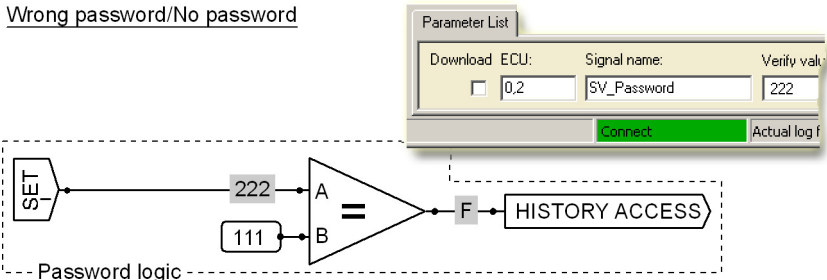 Wrong password/No password
Parameter List
Download ECU: Signal name: Verify valu
0,2 SV_Password 222
Connect Actual log f
SET
I
222 A
= F HISTORY ACCESS
111 B
Password logic